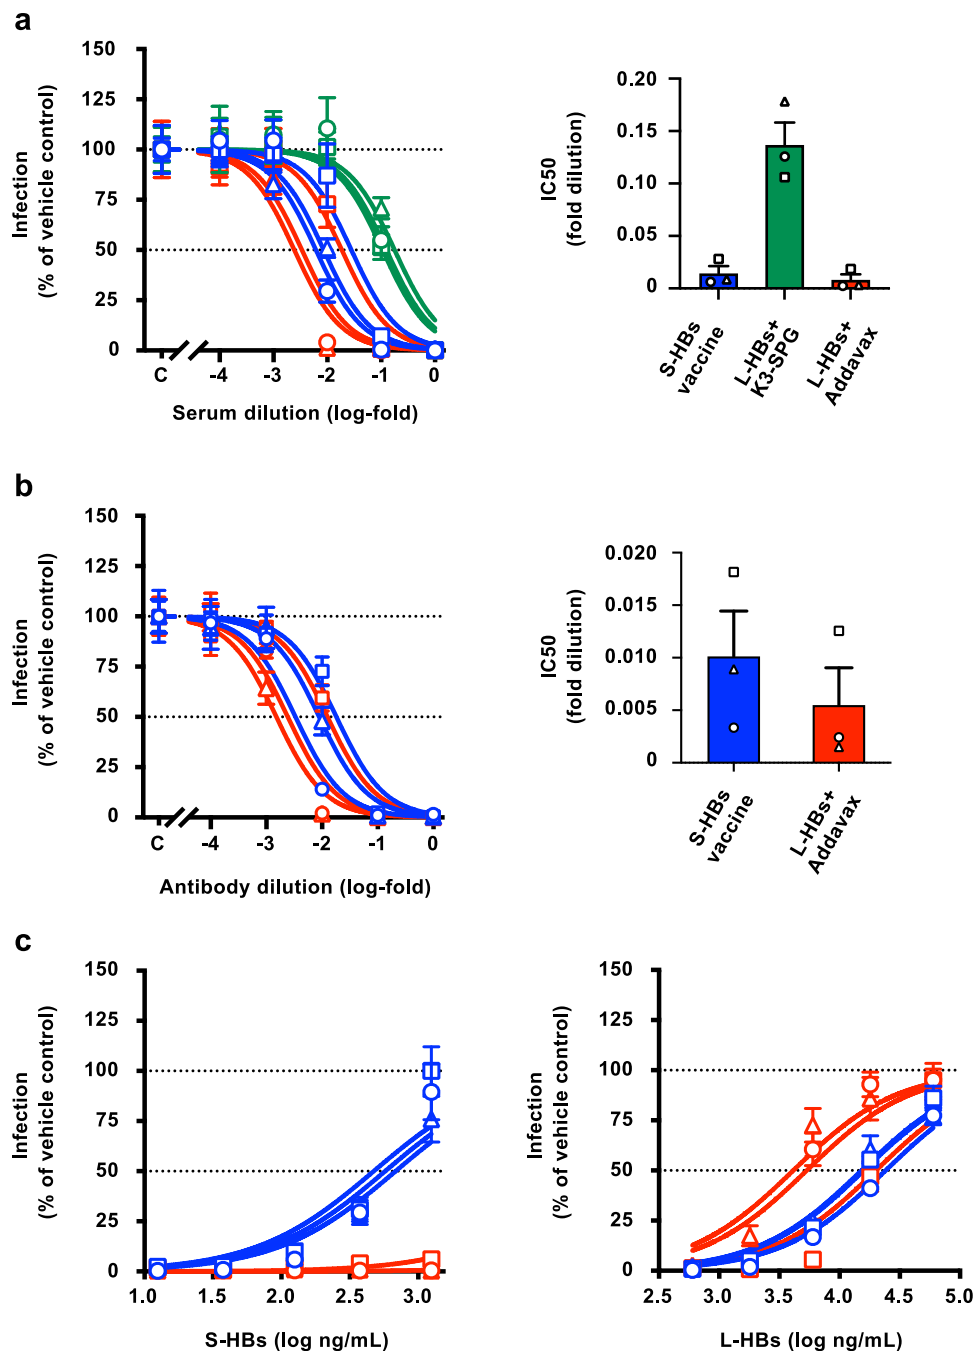 a
150
125
100
75
50
25
0
Infection
(% of vehicle control)
C
-4
-3
-2
-1
0
Serum dilution (log-fold)
0.20
0.15
0.10
0.05
0
IC50
(fold dilution)
S-HBs
vaccine
L-HBs+
K3-SPG
L-HBs+
Addavax
b
150
125
100
75
50
25
0
Infection
(% of vehicle control)
C
-4
-3
-2
-1
0
Antibody dilution (log-fold)
0.020
0.015
0.010
0.005
0
IC50
(fold dilution)
S-HBs
vaccine
L-HBs+
Addavax
c
150
125
100
75
50
25
0
Infection
(% of vehicle control)
1.0
1.5
2.0
2.5
3.0
S-HBs (log ng/mL)
150
125
100
75
50
25
0
Infection
(% of vehicle control)
2.5
3.0
3.5
4.0
4.5
5.0
L-HBs (log ng/mL)